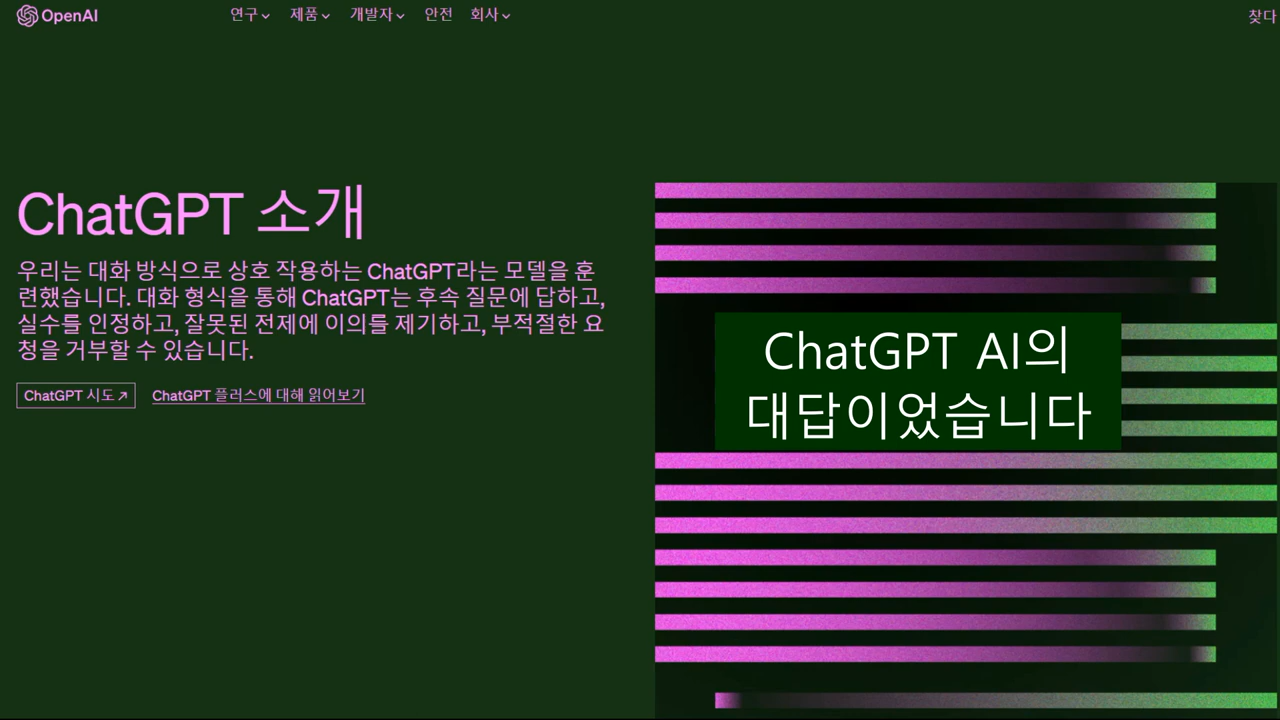 OpenAI
연구 제품 개발자 안전 회사
찾다
ChatGPT 소개
우리는 대화 방식으로 상호 작용하는 ChatGPT라는 모델을 훈
련했습니다. 대화 형식을 통해 ChatGPT는 후속 질문에 답하고,
실수를 인정하고, 잘못된 전제에 이의를 제기하고, 부적절한 요
청을 거부할 수 있습니다.
ChatGPT 시도 ↗ ChatGPT 플러스에 대해 읽어보기
ChatGPT AI의
대답이었습니다